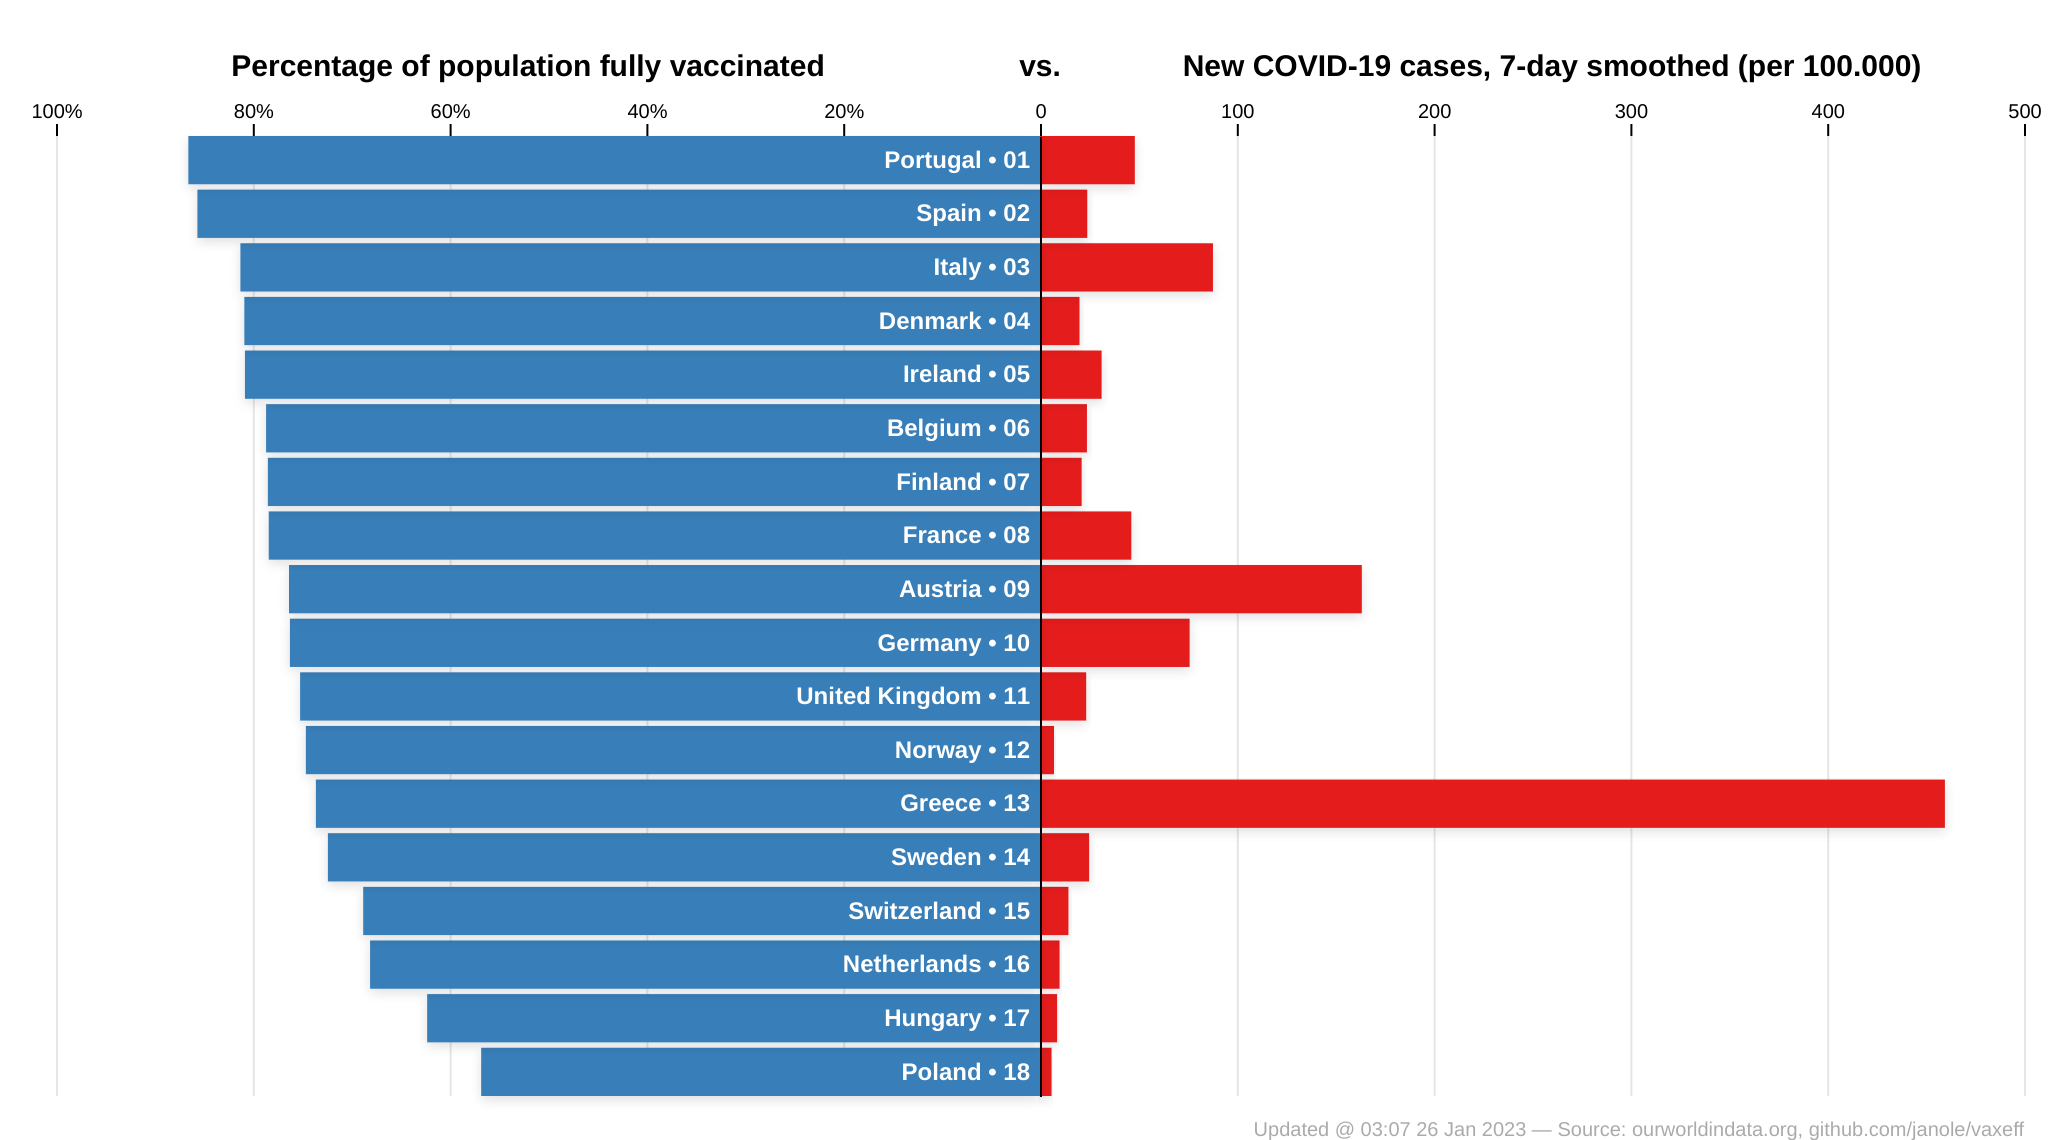 Percentage of population fully vaccinated vs. New COVID-19 cases, 7-day smoothed (per 100.000)
100% 80% 60% 40% 20% 0 100 200 300 400 500
Portugal • 01
Spain • 02
Italy • 03
Denmark • 04
Ireland • 05
Belgium • 06
Finland • 07
France • 08
Austria • 09
Germany • 10
United Kingdom • 11
Norway • 12
Greece • 13
Sweden • 14
Switzerland • 15
Netherlands • 16
Hungary • 17
Poland • 18
Updated @ 03:07 26 Jan 2023 — Source: ourworldindata.org, github.com/janole/vaxeff